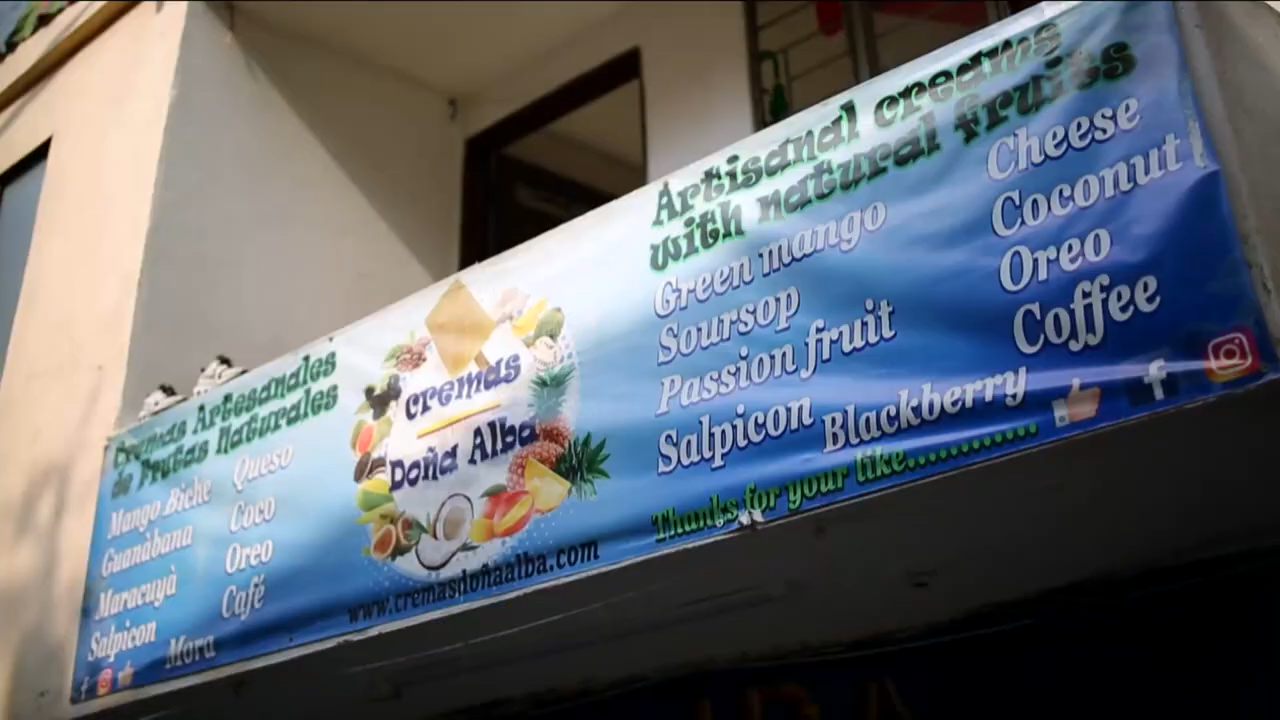 Cremas Artesanales
de Frutas Naturales
Mango Biche
Guanàbana
Maracuyà
Salpicon
Queso
Coco
Oreo
Café
Mora
cremas
Doña Alba
www.cremasdoñaalba.com
Artisanal creams
with natural fruits
Green mango
Soursop
Passion fruit
Salpicon
Blackberry
Cheese
Coconut
Oreo
Coffee
Thanks for your like..............